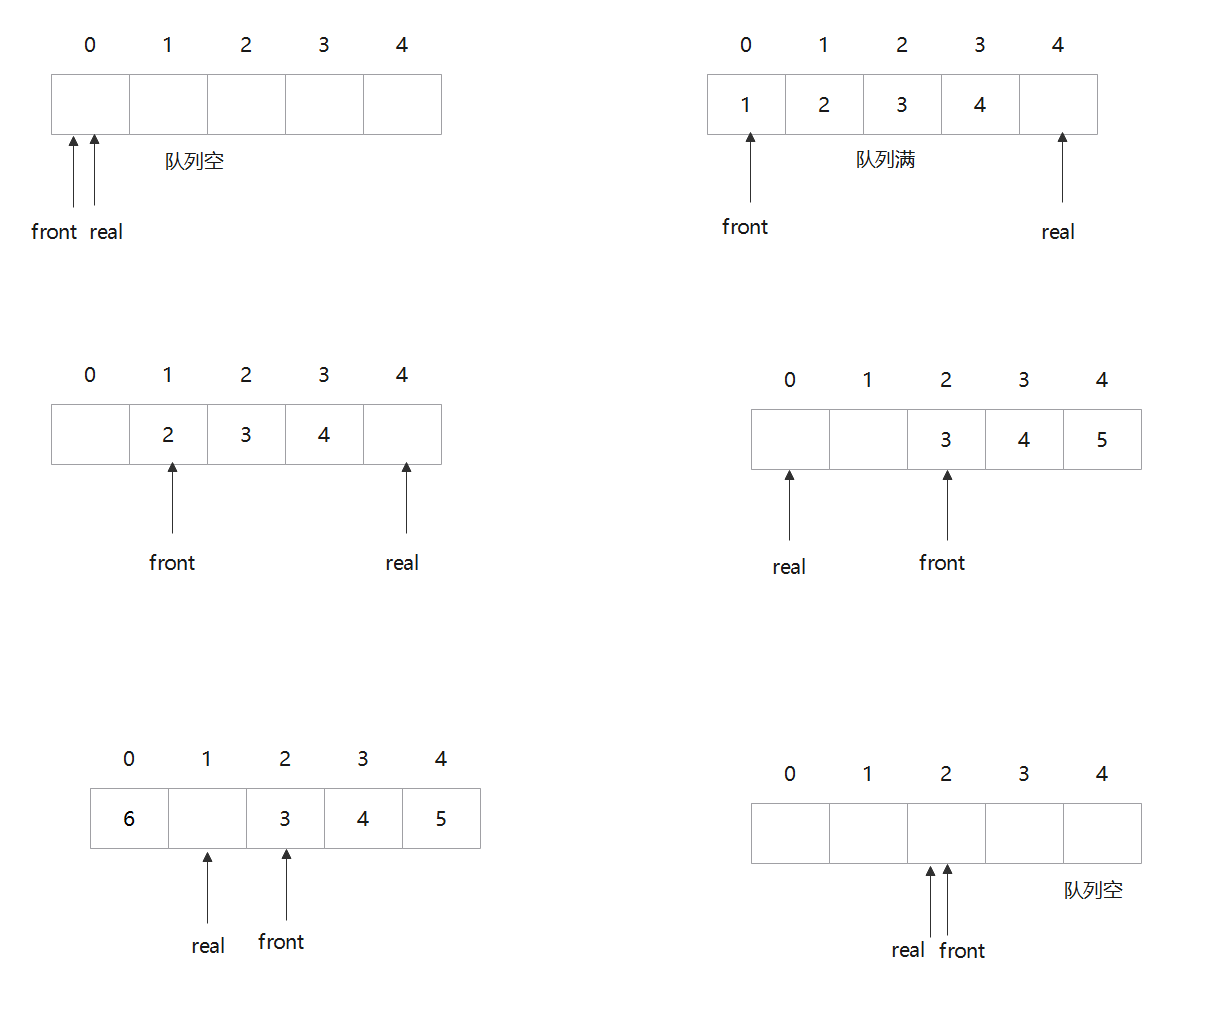 0 1 2 3 4
队列空
front real
0 1 2 3 4
1 2 3 4
队列满
front
real
0 1 2 3 4
2 3 4
front real
0 1 2 3 4
3 4 5
real front
0 1 2 3 4
6 3 4 5
real front
0 1 2 3 4
队列空
real front